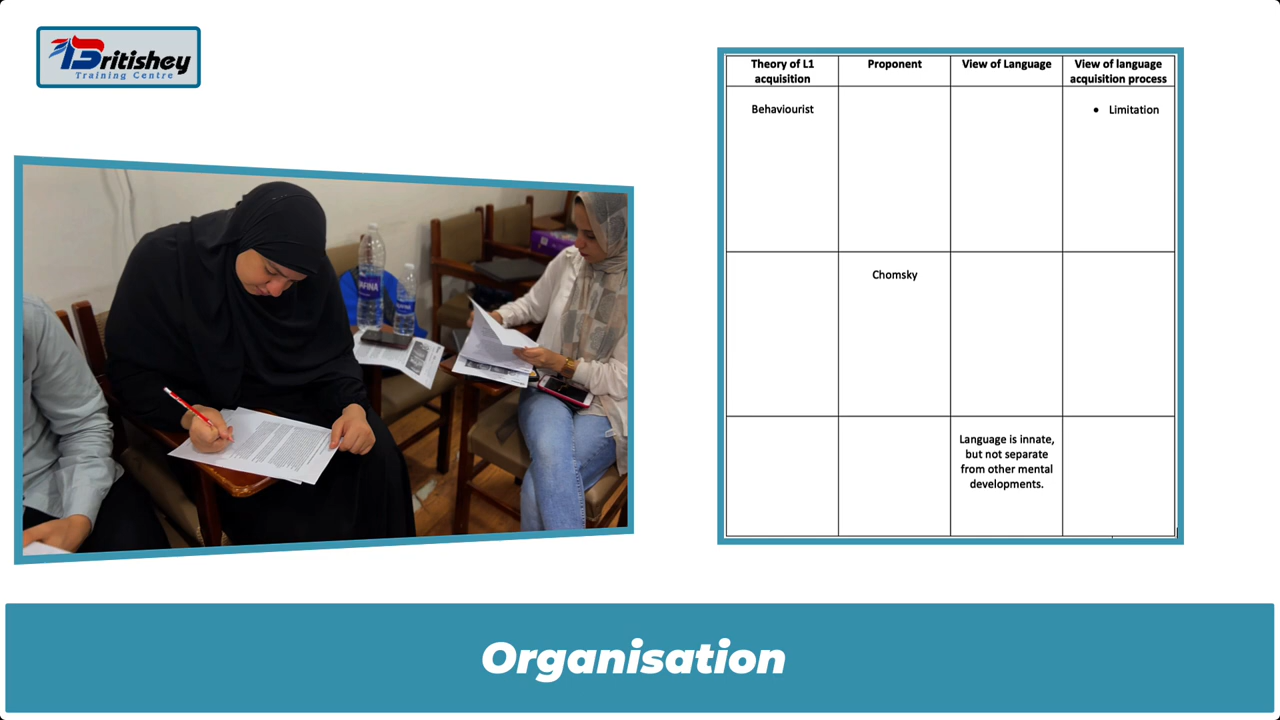 Britishey
Training Centre
Theory of L1
acquisition
Proponent
View of Language
View of language
acquisition process
Behaviourist
• Limitation
Chomsky
Language is innate,
but not separate
from other mental
developments.
Organisation